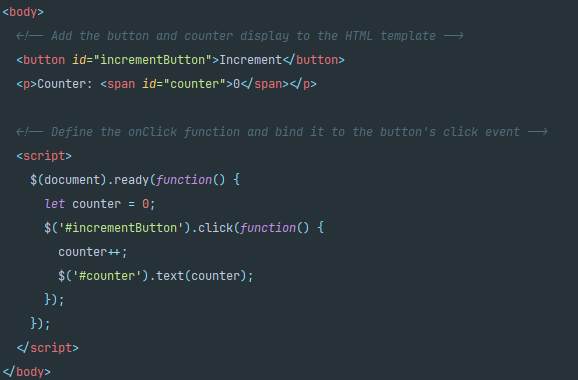 <body>
<!-- Add the button and counter display to the HTML template -->
<button id="incrementButton">Increment</button>
<p>Counter: <span id="counter">0</span></p>
<!-- Define the onClick function and bind it to the button's click event -->
<script>
$(document).ready(function() {
let counter = 0;
$('#incrementButton').click(function() {
counter++;
$('#counter').text(counter);
});
});
</script>
</body>